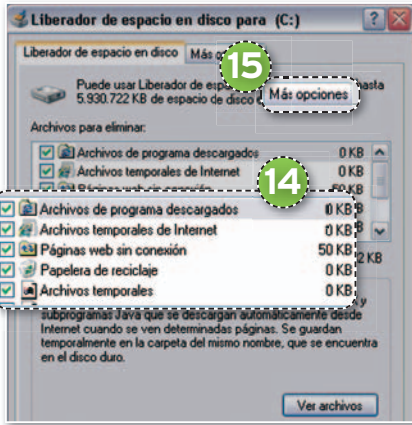 Liberador de espacio en disco para (C:)
Liberador de espacio en disco Más
15
Puede usar Liberador de hasta
5.930.722 KB de espacio de disco
Más opciones
Archivos para eliminar:
Archivos de programa descargados 0 KB
Archivos temporales de Internet 0 KB
14
Archivos de programa descargados 0 KB
Archivos temporales de Internet 0 KB
Páginas web sin conexión 50 KB
Papelera de reciclaje 0 KB
Archivos temporales 0 KB
2 KB
y
subprogramas Java que se descargan automáticamente desde
Internet cuando se ven determinadas páginas. Se guardan
temporalmente en la carpeta del mismo nombre, que se encuentra
en el disco duro.
Ver archivos